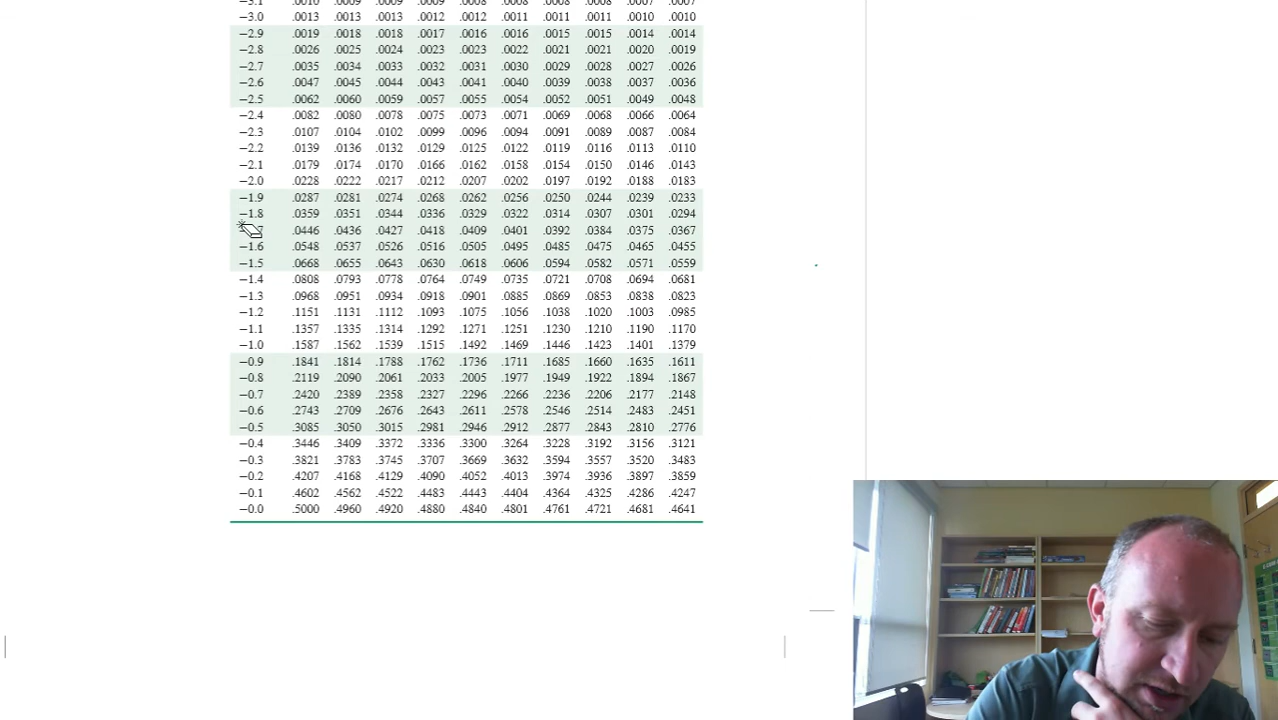 −3.0 .0013 .0013 .0013 .0012 .0012 .0011 .0011 .0011 .0010 .0010
−2.9 .0019 .0018 .0018 .0017 .0016 .0016 .0015 .0015 .0014 .0014
−2.8 .0026 .0025 .0024 .0023 .0023 .0022 .0021 .0021 .0020 .0019
−2.7 .0035 .0034 .0033 .0032 .0031 .0030 .0029 .0028 .0027 .0026
−2.6 .0047 .0045 .0044 .0043 .0041 .0040 .0039 .0038 .0037 .0036
−2.5 .0062 .0060 .0059 .0057 .0055 .0054 .0052 .0051 .0049 .0048
−2.4 .0082 .0080 .0078 .0075 .0073 .0071 .0069 .0068 .0066 .0064
−2.3 .0107 .0104 .0102 .0099 .0096 .0094 .0091 .0089 .0087 .0084
−2.2 .0139 .0136 .0132 .0129 .0125 .0122 .0119 .0116 .0113 .0110
−2.1 .0179 .0174 .0170 .0166 .0162 .0158 .0154 .0150 .0146 .0143
−2.0 .0228 .0222 .0217 .0212 .0207 .0202 .0197 .0192 .0188 .0183
−1.9 .0287 .0281 .0274 .0268 .0262 .0256 .0250 .0244 .0239 .0233
−1.8 .0359 .0351 .0344 .0336 .0329 .0322 .0314 .0307 .0301 .0294
.0446 .0436 .0427 .0418 .0409 .0401 .0392 .0384 .0375 .0367
−1.6 .0548 .0537 .0526 .0516 .0505 .0495 .0485 .0475 .0465 .0455
−1.5 .0668 .0655 .0643 .0630 .0618 .0606 .0594 .0582 .0571 .0559
−1.4 .0808 .0793 .0778 .0764 .0749 .0735 .0721 .0708 .0694 .0681
−1.3 .0968 .0951 .0934 .0918 .0901 .0885 .0869 .0853 .0838 .0823
−1.2 .1151 .1131 .1112 .1093 .1075 .1056 .1038 .1020 .1003 .0985
−1.1 .1357 .1335 .1314 .1292 .1271 .1251 .1230 .1210 .1190 .1170
−1.0 .1587 .1562 .1539 .1515 .1492 .1469 .1446 .1423 .1401 .1379
−0.9 .1841 .1814 .1788 .1762 .1736 .1711 .1685 .1660 .1635 .1611
−0.8 .2119 .2090 .2061 .2033 .2005 .1977 .1949 .1922 .1894 .1867
−0.7 .2420 .2389 .2358 .2327 .2296 .2266 .2236 .2206 .2177 .2148
−0.6 .2743 .2709 .2676 .2643 .2611 .2578 .2546 .2514 .2483 .2451
−0.5 .3085 .3050 .3015 .2981 .2946 .2912 .2877 .2843 .2810 .2776
−0.4 .3446 .3409 .3372 .3336 .3300 .3264 .3228 .3192 .3156 .3121
−0.3 .3821 .3783 .3745 .3707 .3669 .3632 .3594 .3557 .3520 .3483
−0.2 .4207 .4168 .4129 .4090 .4052 .4013 .3974 .3936 .3897 .3859
−0.1 .4602 .4562 .4522 .4483 .4443 .4404 .4364 .4325 .4286 .4247
−0.0 .5000 .4960 .4920 .4880 .4840 .4801 .4761 .4721 .4681 .4641